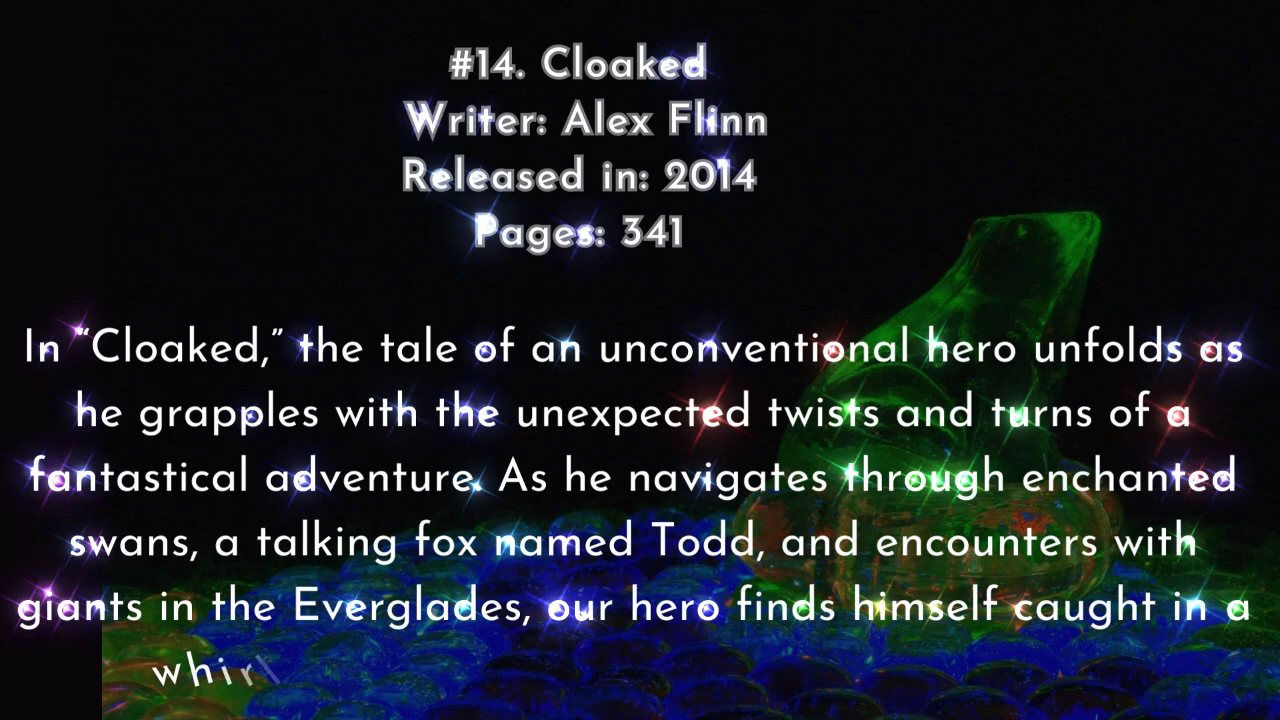 #14. Cloaked
Writer: Alex Flinn
Released in: 2014
Pages: 341
In “Cloaked,” the tale of an unconventional hero unfolds as
he grapples with the unexpected twists and turns of a
fantastical adventure. As he navigates through enchanted
swans, a talking fox named Todd, and encounters with
giants in the Everglades, our hero finds himself caught in a
whirl